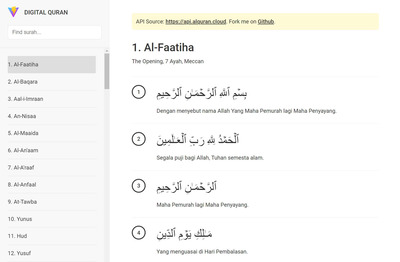 DIGITAL QURAN
Find surah...
1. Al-Faatiha
2. Al-Baqara
3. Aal-i-Imraan
4. An-Nisaa
5. Al-Maaida
6. Al-An'aam
7. Al-A'raaf
8. Al-Anfaal
9. At-Tawba
10. Yunus
11. Hud
12. Yusuf
API Source: https://api.alquran.cloud. Fork me on Github.
1. Al-Faatiha
The Opening, 7 Ayah, Meccan
1
بِسْمِ ٱللَّهِ ٱلرَّحْمَٰنِ ٱلرَّحِيمِ
Dengan menyebut nama Allah Yang Maha Pemurah lagi Maha Penyayang.
2
ٱلْحَمْدُ لِلَّهِ رَبِّ ٱلْعَٰلَمِينَ
Segala puji bagi Allah, Tuhan semesta alam.
3
ٱلرَّحْمَٰنِ ٱلرَّحِيمِ
Maha Pemurah lagi Maha Penyayang.
4
مَٰلِكِ يَوْمِ ٱلدِّينِ
Yang menguasai di Hari Pembalasan.